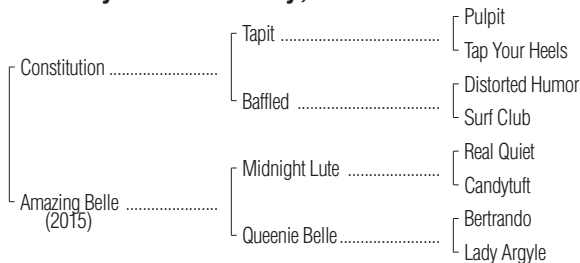 Tapit
Pulpit
Tap Your Heels
Constitution
Baffled
Distorted Humor
Surf Club
Midnight Lute
Real Quiet
Candytuft
Amazing Belle
(2015)
Queenie Belle
Bertrando
Lady Argyle